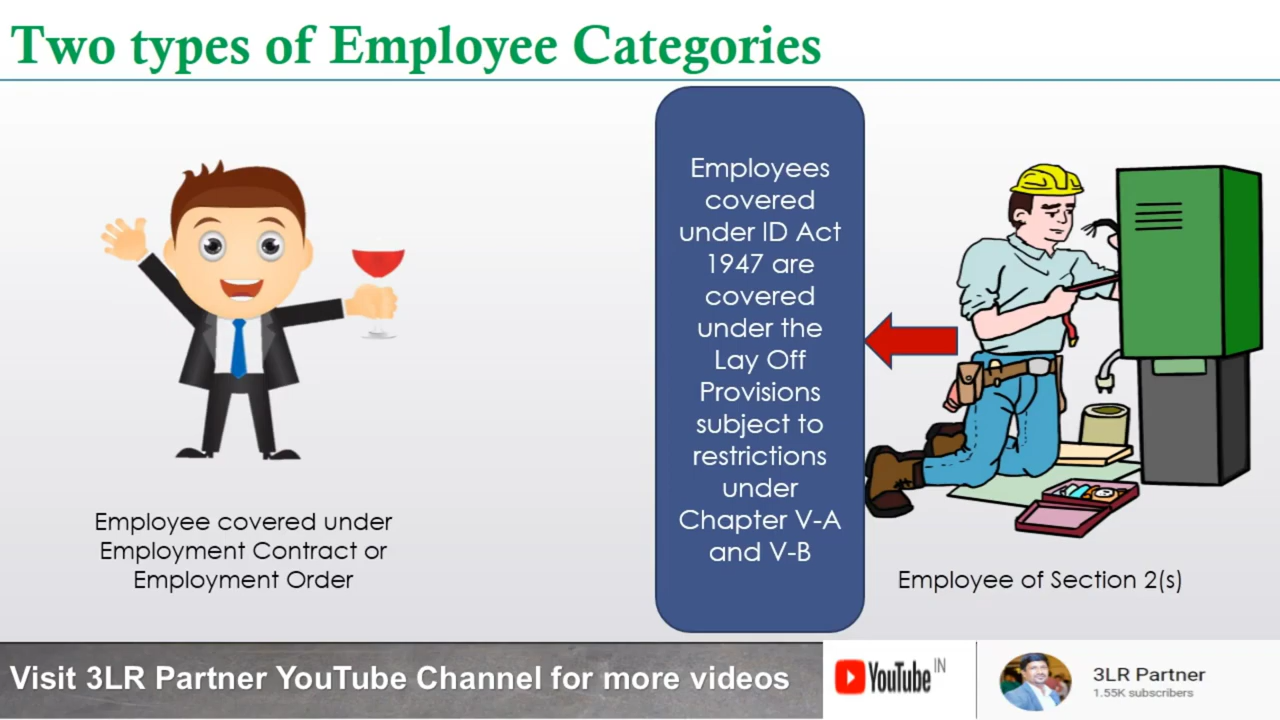 Two types of Employee Categories
Employees
covered
under ID Act
1947 are
covered
under the
Lay Off
Provisions
subject to
restrictions
under
Chapter V-A
and V-B
Employee covered under
Employment Contract or
Employment Order
Employee of Section 2(s)
Visit 3LR Partner YouTube Channel for more videos
YouTube IN
3LR Partner
1.55K subscribers